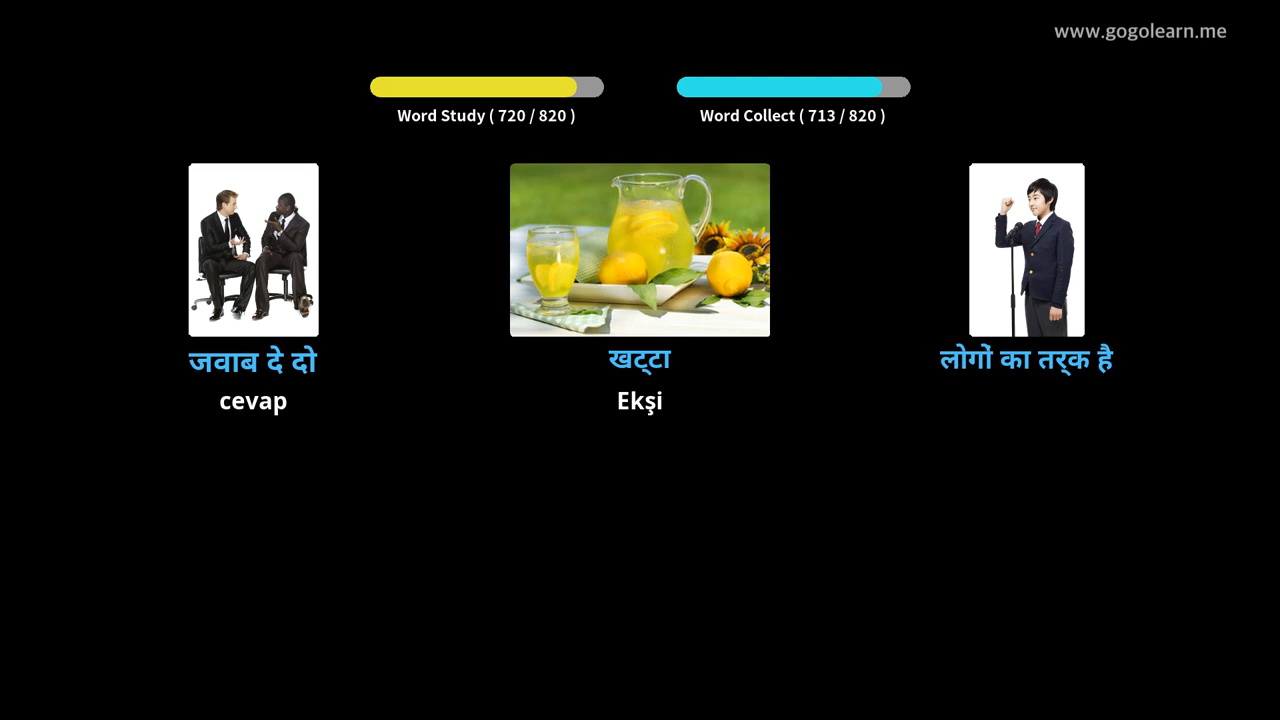 www.gogolearn.me
Word Study ( 720 / 820 )
Word Collect ( 713 / 820 )
जवाब दे दो
खट्टा
लोगों का तर्क है
cevap
Ekşi